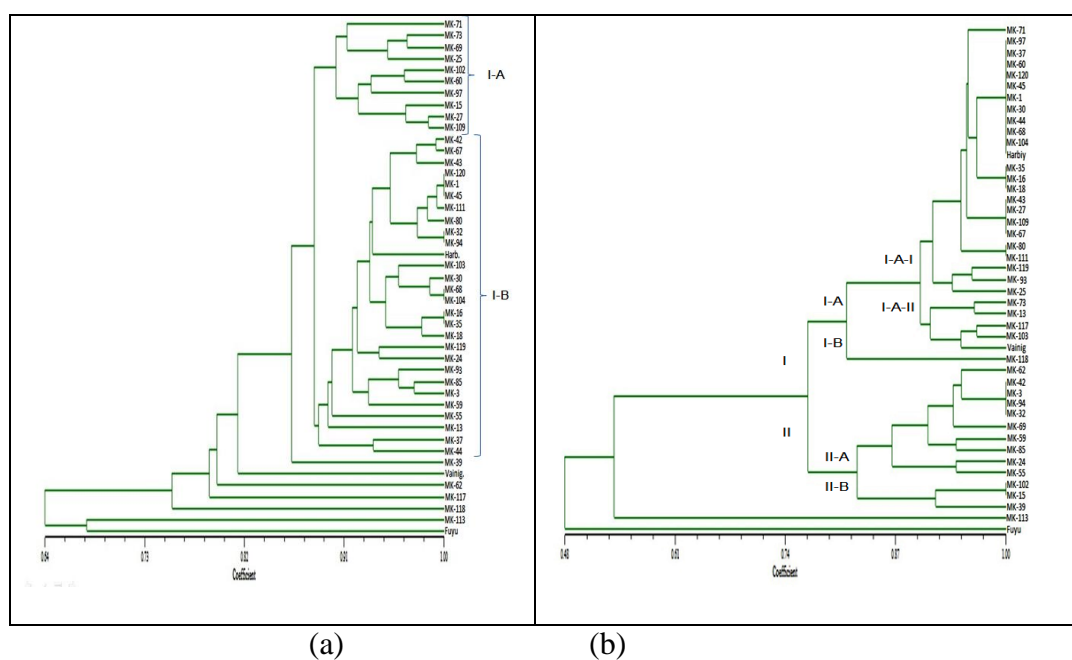 MK-71
MK-73
MK-69
MK-25
MK-102
MK-60
MK-97
MK-15
MK-27
MK-109
I-A
MK-42
MK-67
MK-43
MK-120
MK-1
MK-45
MK-111
MK-80
MK-32
MK-94
Harb.
MK-103
MK-30
MK-68
MK-104
MK-16
MK-35
MK-18
MK-119
MK-24
MK-93
MK-85
MK-3
MK-59
MK-55
MK-13
MK-37
MK-44
I-B
MK-39
Vainig.
MK-62
MK-117
MK-118
MK-113
Fuyu
0.64 0.73 0.82 0.91 1.00
Coefficient
(a)
MK-71
MK-97
MK-37
MK-60
MK-120
MK-45
MK-1
MK-30
MK-44
MK-68
MK-104
Harbiy
MK-35
MK-16
MK-18
MK-43
MK-27
MK-109
MK-67
MK-80
MK-111
MK-119
MK-93
MK-25
MK-73
MK-13
MK-117
MK-103
Vainig
MK-118
MK-62
MK-42
MK-3
MK-94
MK-32
MK-69
MK-59
MK-85
MK-24
MK-55
MK-102
MK-15
MK-39
MK-113
Fuyu
I-A-I
I-A-II
I-A
I-B
I
II
II-A
II-B
0.48 0.61 0.74 0.87 1.00
Coefficient
(b)